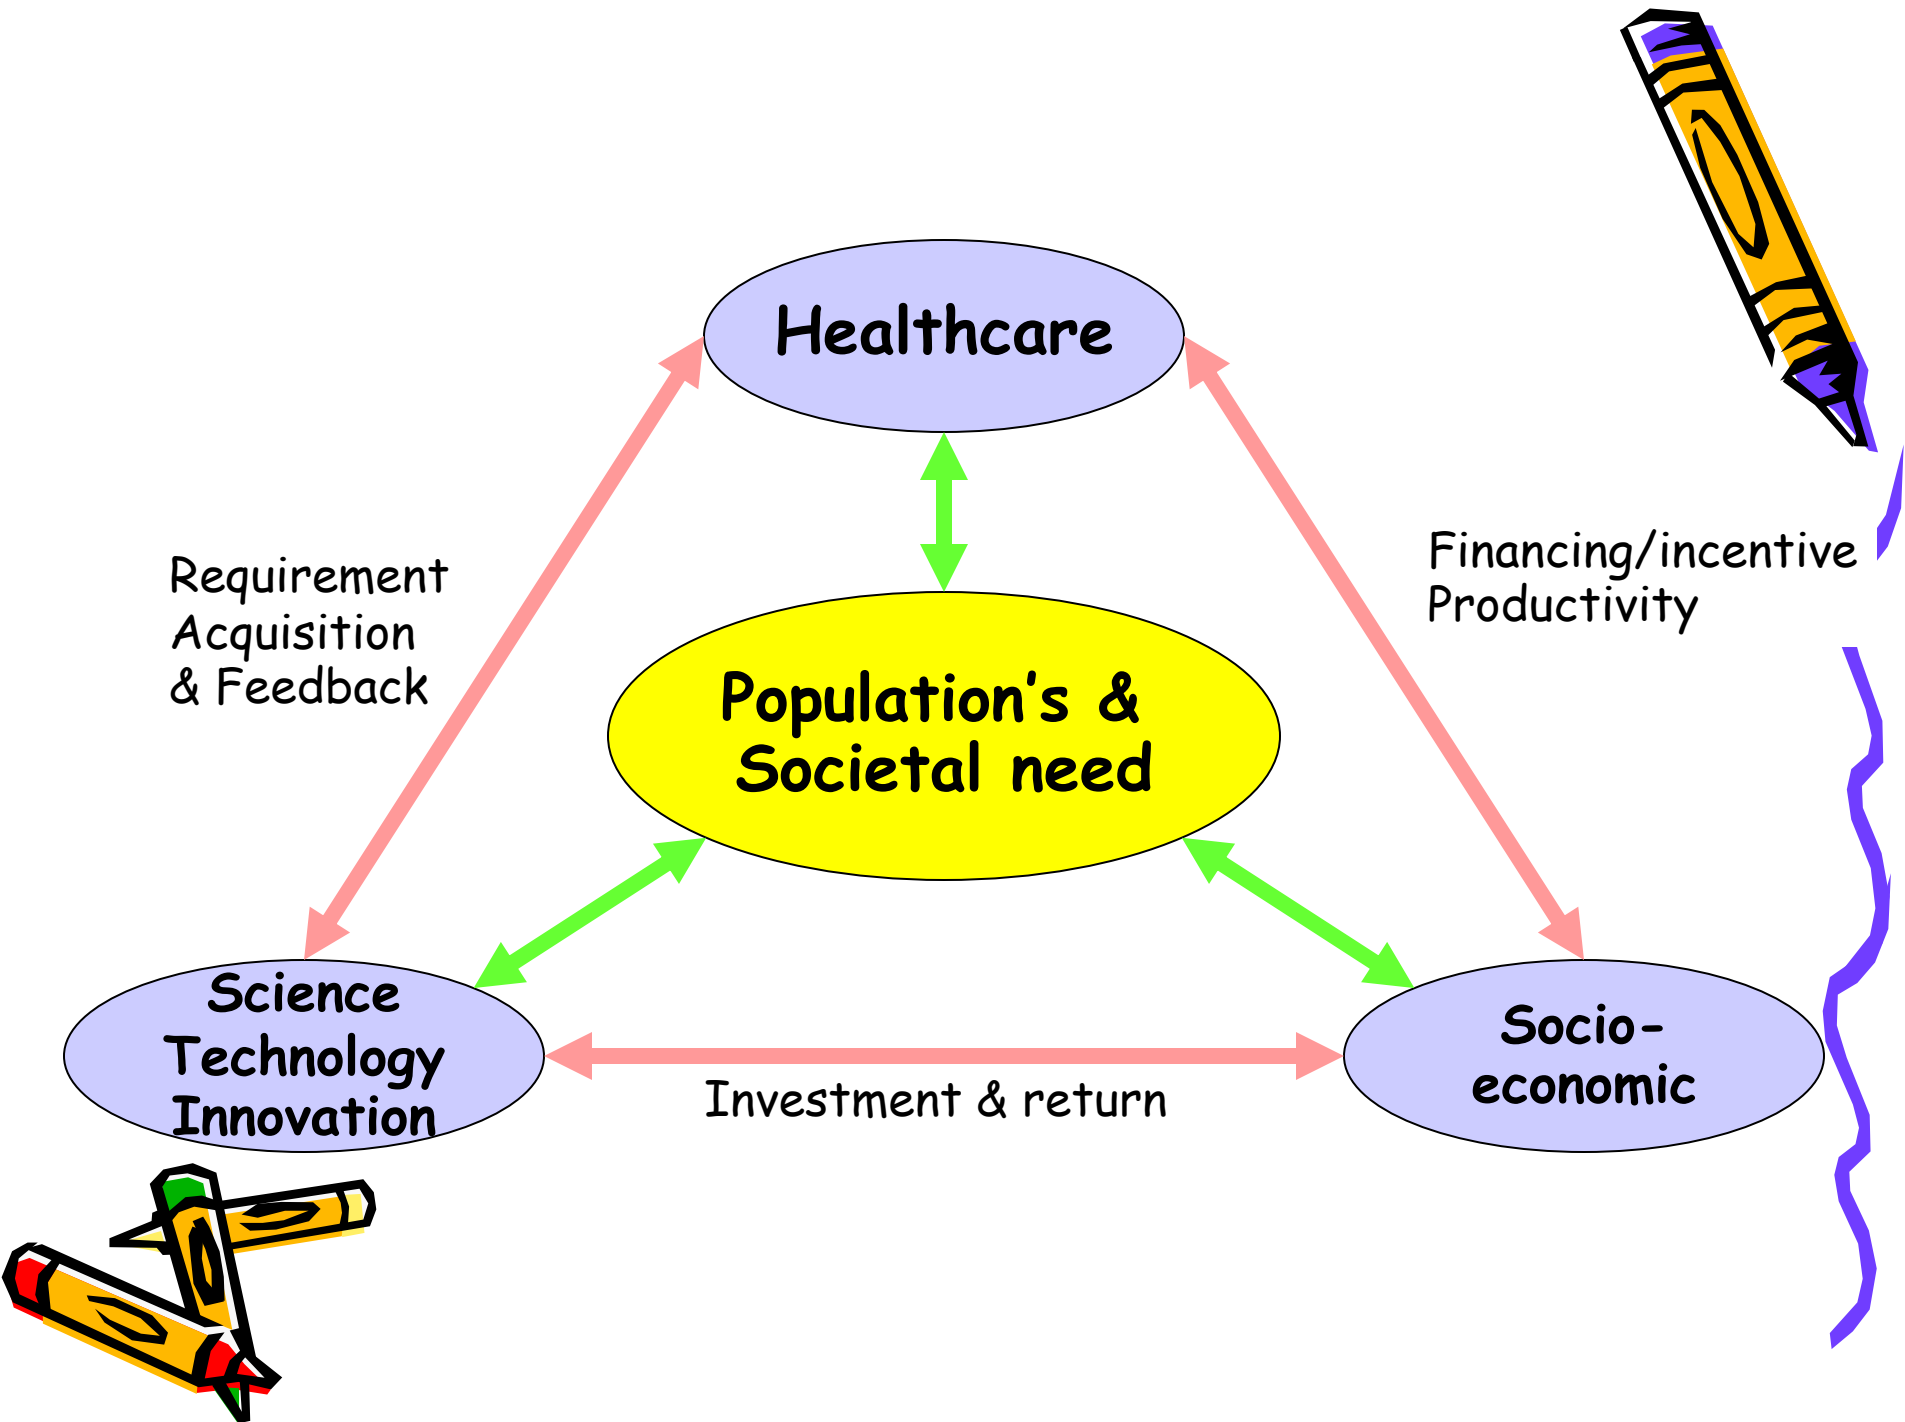 Healthcare
Requirement
Acquisition
& Feedback
Financing/incentive
Productivity
Population's &
Societal need
Science
Technology
Innovation
Socio-
economic
Investment & return